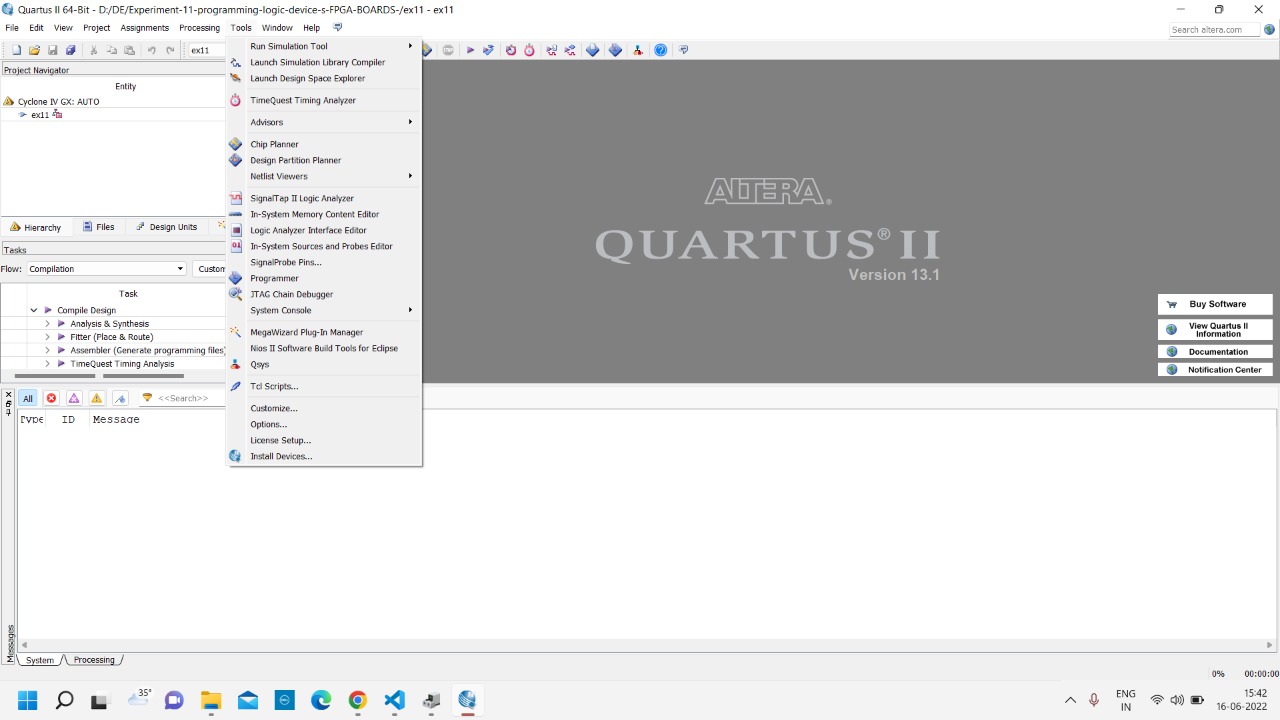 Quartus II 64-Bit - D:/DE/Experiment-11-programming-logic-device-s-FPGA-BOARDS-/ex11 - ex11
File Edit View Project Assignments Processing Tools Window Help
Search altera.com
ex11
Project Navigator
Entity
Cyclone IV GX: AUTO
ex11
Hierarchy Files Design Units
Tasks
Flow: Compilation Custom
Task
Compile Design
Analysis & Synthesis
Fitter (Place & Route)
Assembler (Generate programming files)
TimeQuest Timing Analysis
Run Simulation Tool
Launch Simulation Library Compiler
Launch Design Space Explorer
TimeQuest Timing Analyzer
Advisors
Chip Planner
Design Partition Planner
Netlist Viewers
SignalTap II Logic Analyzer
In-System Memory Content Editor
Logic Analyzer Interface Editor
In-System Sources and Probes Editor
SignalProbe Pins...
Programmer
JTAG Chain Debugger
System Console
MegaWizard Plug-In Manager
Nios II Software Build Tools for Eclipse
Qsys
Tcl Scripts...
Customize...
Options...
License Setup...
Install Devices...
ALTERA®
QUARTUS® II
Version 13.1
Buy Software
View Quartus II
Information
Documentation
Notification Center
All <<Search>>
Type ID Message
Messages
System Processing
0% 00:00:00
35°
ENG
IN
15:42
16-06-2022